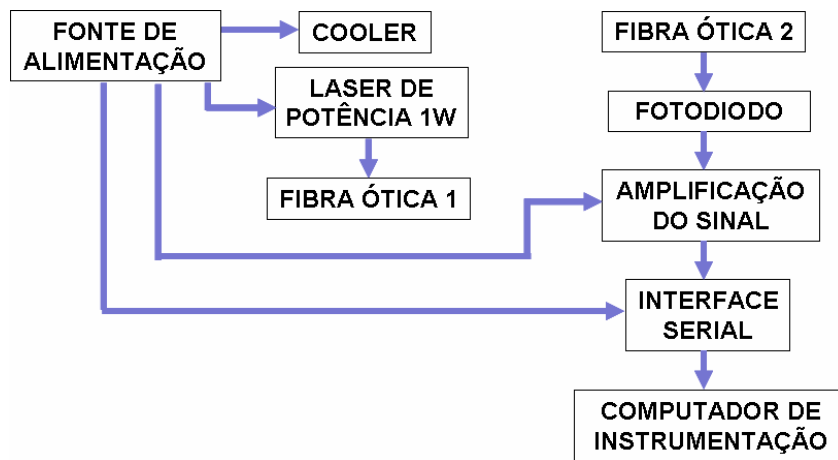 FONTE DE
ALIMENTAÇÃO
COOLER
LASER DE
POTÊNCIA 1W
FIBRA ÓTICA 1
FIBRA ÓTICA 2
FOTODIODO
AMPLIFICAÇÃO
DO SINAL
INTERFACE
SERIAL
COMPUTADOR DE
INSTRUMENTAÇÃO